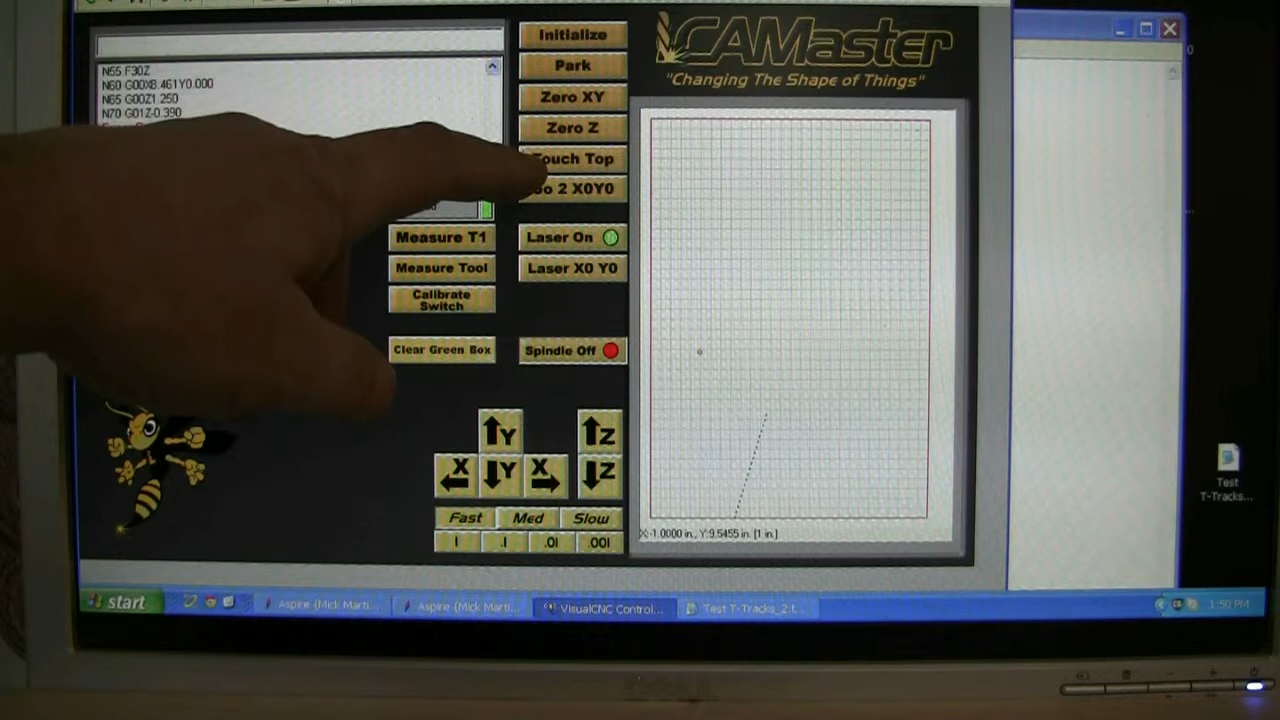 N55 F30Z
N60 G00X8.461Y0.000
N65 G00Z1.250
N70 G01Z-0.390
Initialize
Park
Zero XY
Zero Z
Touch Top
Go 2 X0Y0
Measure T1
Laser On
Measure Tool
Laser X0 Y0
Calibrate
Switch
Clear Green Box
Spindle Off
Y
Z
X
Y
X
Z
Fast
Med
Slow
1
.1
.01
.001
CAMaster
"Changing The Shape of Things"
X:-1.0000 in., Y:9.5455 in. [1 in.]
Test
T-Tracks...
start
Aspire (Mick Marti...
Aspire (Mick Marti...
VisualCNC Control...
Test T-Tracks_2.t...
1:50 PM